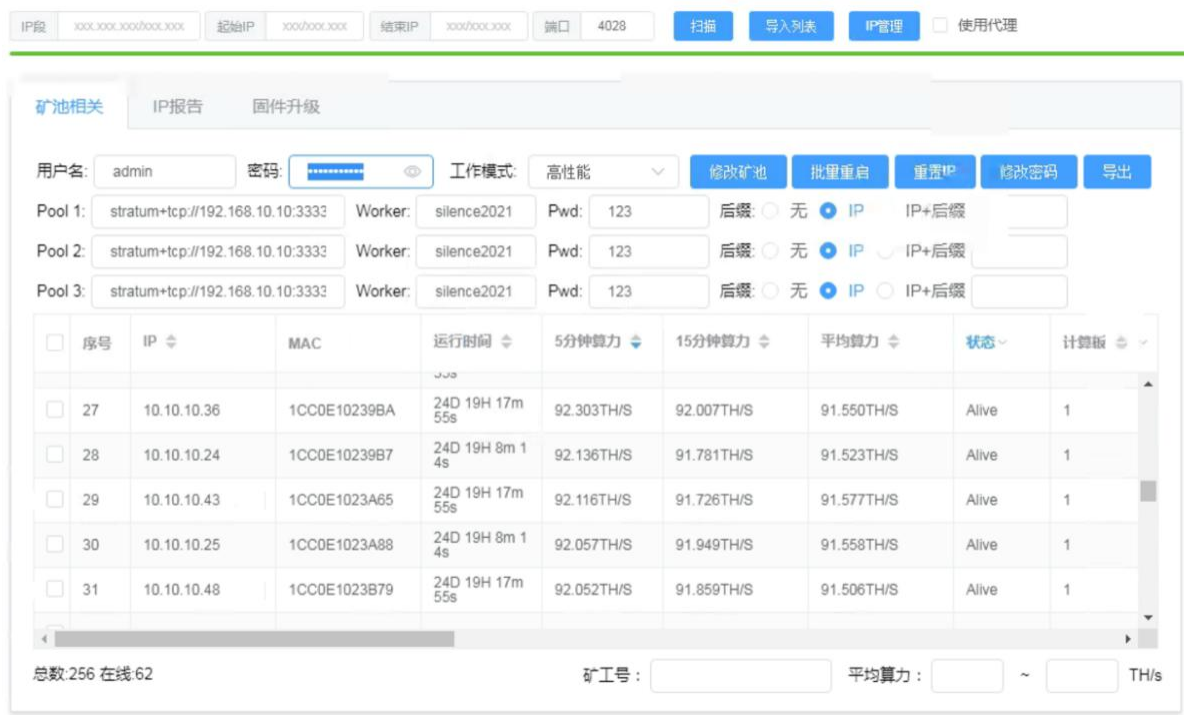 IP段 xxx.xxx.xxx/xxx.xxx 起始IP xxx/xxx.xxx 结束IP xxx/xxx.xxx 端口 4028 扫描 导入列表 IP管理 使用代理
矿池相关 IP报告 固件升级
用户名: admin 密码: 工作模式: 高性能 修改矿池 批量重启 重置IP 修改密码 导出
Pool 1: stratum+tcp://192.168.10.10:3333 Worker: silence2021 Pwd: 123 后缀: 无 IP IP+后缀
Pool 2: stratum+tcp://192.168.10.10:3333 Worker: silence2021 Pwd: 123 后缀: 无 IP IP+后缀
Pool 3: stratum+tcp://192.168.10.10:3333 Worker: silence2021 Pwd: 123 后缀: 无 IP IP+后缀
序号 IP MAC 运行时间 5分钟算力 15分钟算力 平均算力 状态 计算板
27 10.10.10.36 1CC0E10239BA 24D 19H 17m 55s 92.303TH/S 92.007TH/S 91.550TH/S Alive 1
28 10.10.10.24 1CC0E10239B7 24D 19H 8m 14s 92.136TH/S 91.781TH/S 91.523TH/S Alive 1
29 10.10.10.43 1CC0E1023A65 24D 19H 17m 55s 92.116TH/S 91.726TH/S 91.577TH/S Alive 1
30 10.10.10.25 1CC0E1023A88 24D 19H 8m 14s 92.057TH/S 91.949TH/S 91.558TH/S Alive 1
31 10.10.10.48 1CC0E1023B79 24D 19H 17m 55s 92.052TH/S 91.859TH/S 91.506TH/S Alive 1
总数:256 在线:62 矿工号： 平均算力： ~ TH/s